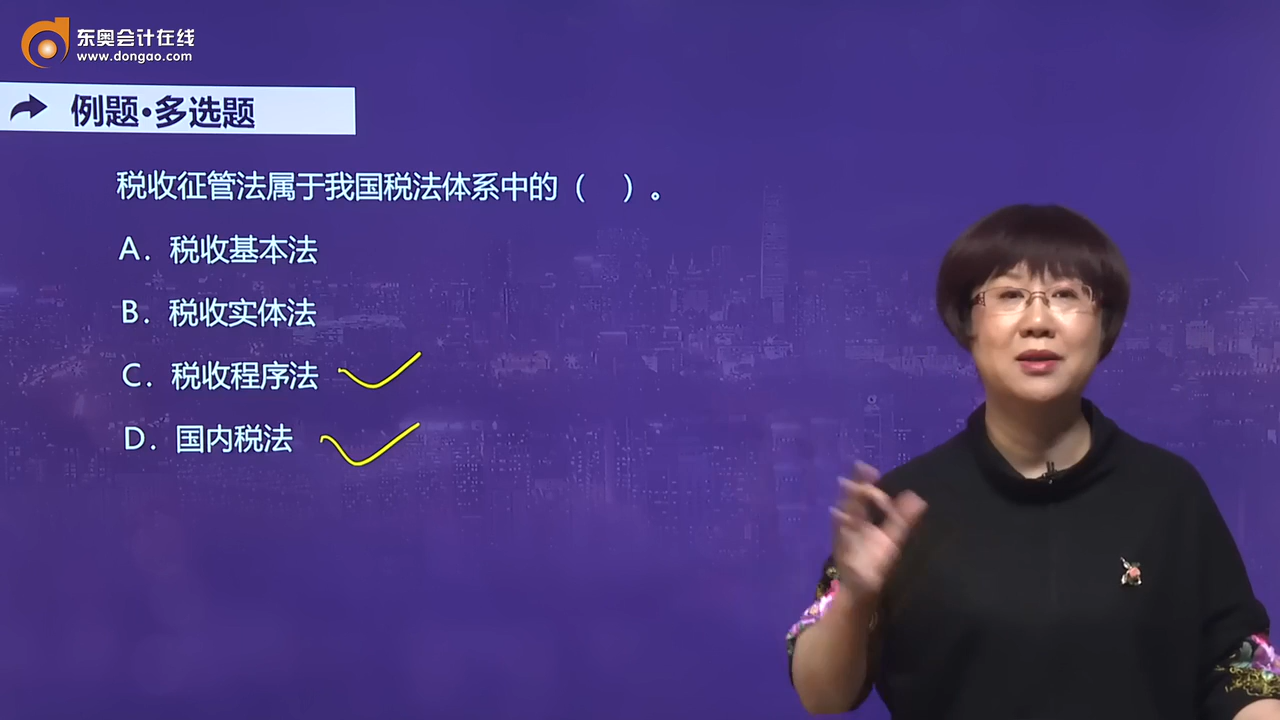 东奥会计在线
www.dongao.com
例题·多选题
税收征管法属于我国税法体系中的（ ）。
A. 税收基本法
B. 税收实体法
C. 税收程序法
D. 国内税法